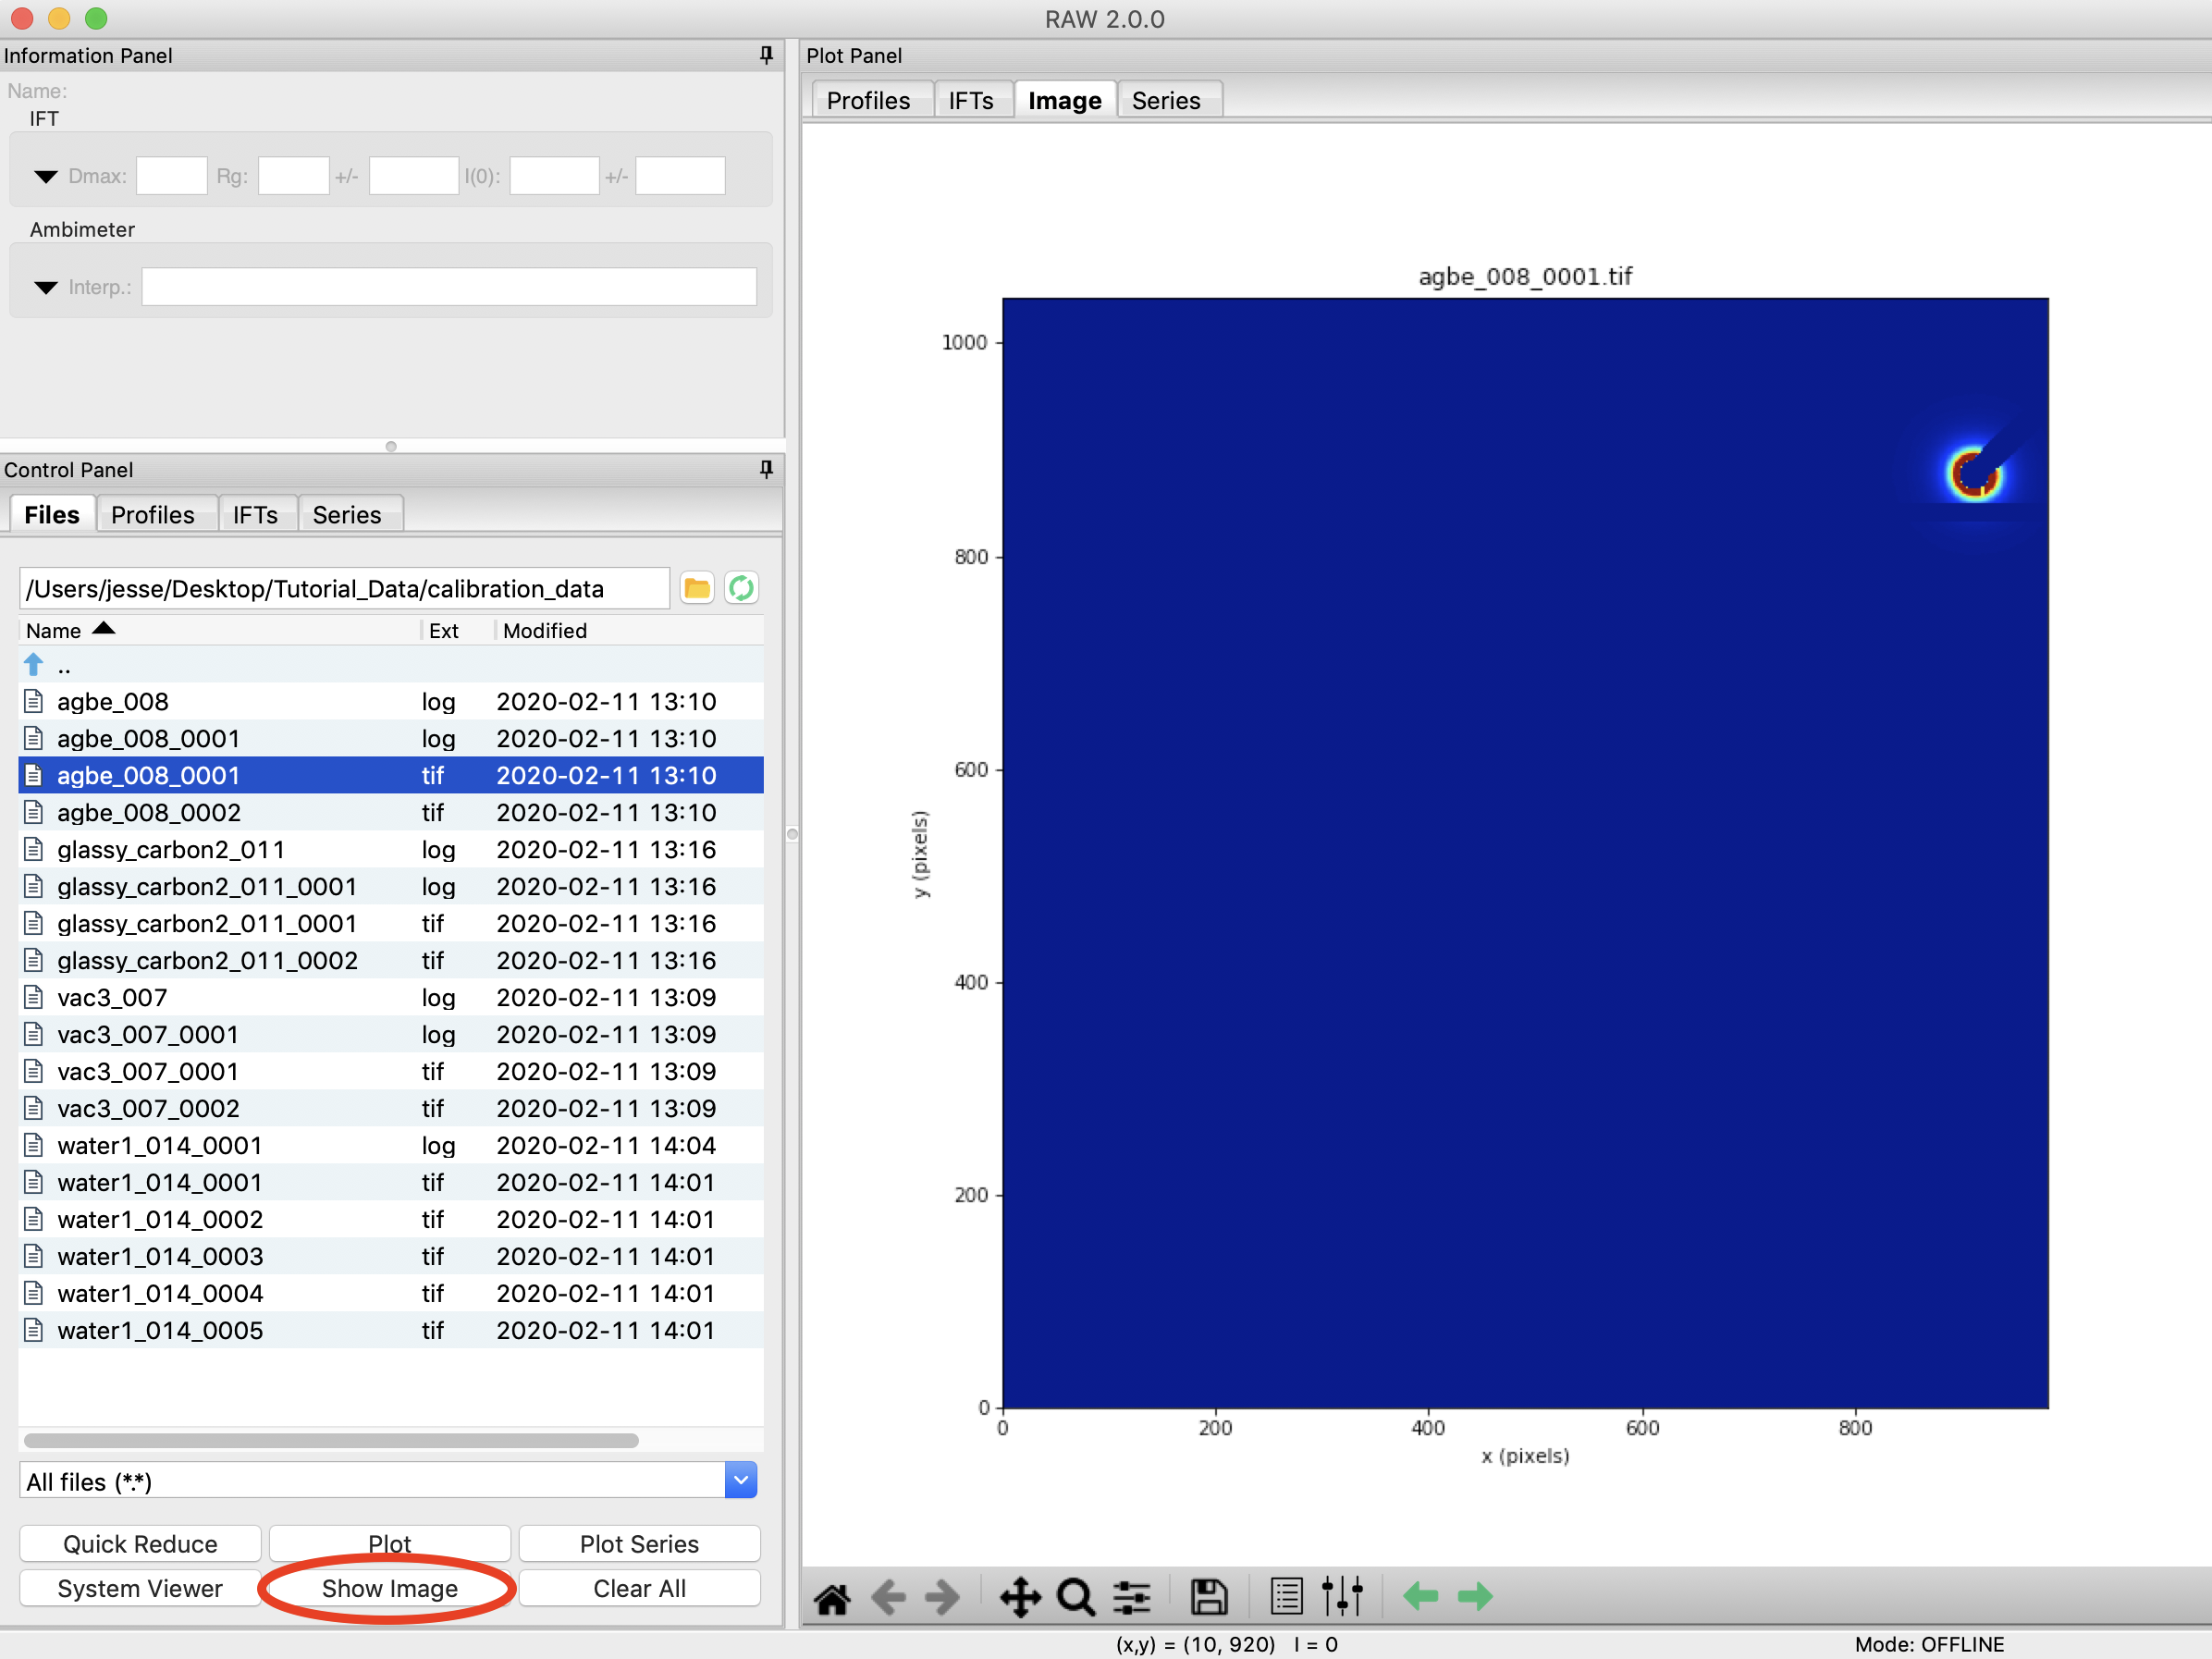 RAW 2.0.0
Information Panel
Name:
IFT
Dmax: Rg: +/- I(0): +/-
Ambimeter
Interp.:
Control Panel
Files Profiles IFTs Series
/Users/jesse/Desktop/Tutorial_Data/calibration_data
Name Ext Modified
..
agbe_008 log 2020-02-11 13:10
agbe_008_0001 log 2020-02-11 13:10
agbe_008_0001 tif 2020-02-11 13:10
agbe_008_0002 tif 2020-02-11 13:10
glassy_carbon2_011 log 2020-02-11 13:16
glassy_carbon2_011_0001 log 2020-02-11 13:16
glassy_carbon2_011_0001 tif 2020-02-11 13:16
glassy_carbon2_011_0002 tif 2020-02-11 13:16
vac3_007 log 2020-02-11 13:09
vac3_007_0001 log 2020-02-11 13:09
vac3_007_0001 tif 2020-02-11 13:09
vac3_007_0002 tif 2020-02-11 13:09
water1_014_0001 log 2020-02-11 14:04
water1_014_0001 tif 2020-02-11 14:01
water1_014_0002 tif 2020-02-11 14:01
water1_014_0003 tif 2020-02-11 14:01
water1_014_0004 tif 2020-02-11 14:01
water1_014_0005 tif 2020-02-11 14:01
All files (*.*)
Quick Reduce Plot Plot Series
System Viewer Show Image Clear All
Plot Panel
Profiles IFTs Image Series
agbe_008_0001.tif
1000
800
600
400
200
0
y (pixels)
0 200 400 600 800
x (pixels)
(x,y) = (10, 920) I = 0
Mode: OFFLINE